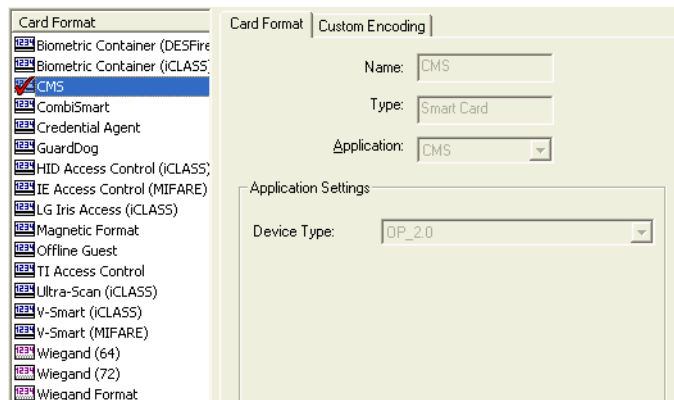 Card Format
Biometric Container (DESFire
Biometric Container (iCLASS)
CMS
CombiSmart
Credential Agent
GuardDog
HID Access Control (iCLASS)
IE Access Control (MIFARE)
LG Iris Access (iCLASS)
Magnetic Format
Offline Guest
TI Access Control
Ultra-Scan (iCLASS)
V-Smart (iCLASS)
V-Smart (MIFARE)
Wiegand (64)
Wiegand (72)
Wiegand Format
Card Format Custom Encoding
Name: CMS
Type: Smart Card
Application: CMS
Application Settings
Device Type: OP_2.0